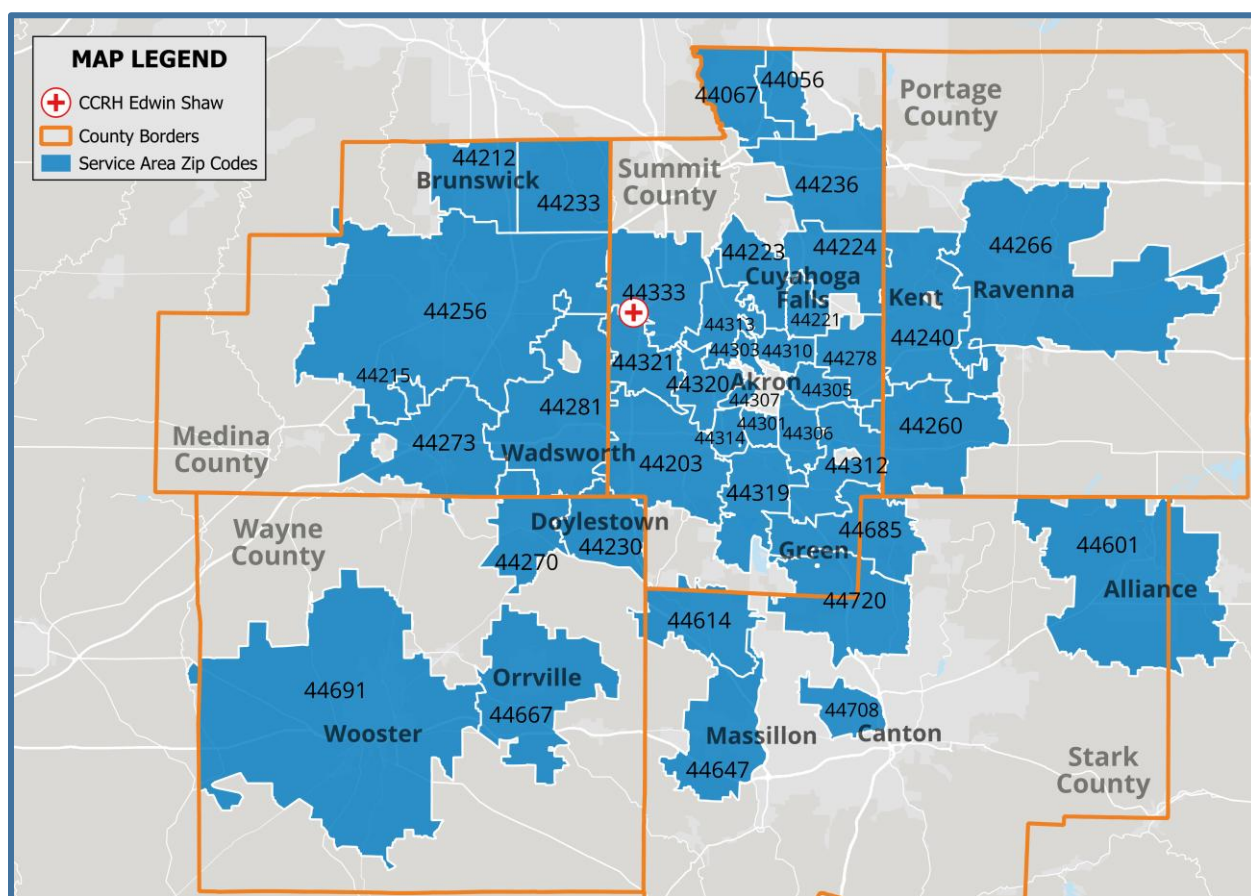 MAP LEGEND
CCRH Edwin Shaw
County Borders
Service Area Zip Codes
44067
44056
Portage
County
44212
Brunswick
44233
Summit
County
44236
44266
Ravenna
44223
44224
Cuyahoga
Falls
44221
Kent
44240
44333
44256
44313
44303
44310
44278
44321
44320
Akron
44305
44307
44215
44281
44301
44306
44314
44260
Medina
County
44273
Wadsworth
44203
44312
44319
Wayne
County
Doylestown
44230
44270
Green
44685
44601
Alliance
44720
44614
Orrville
44667
44691
Wooster
Massillon
44647
44708
Canton
Stark
County